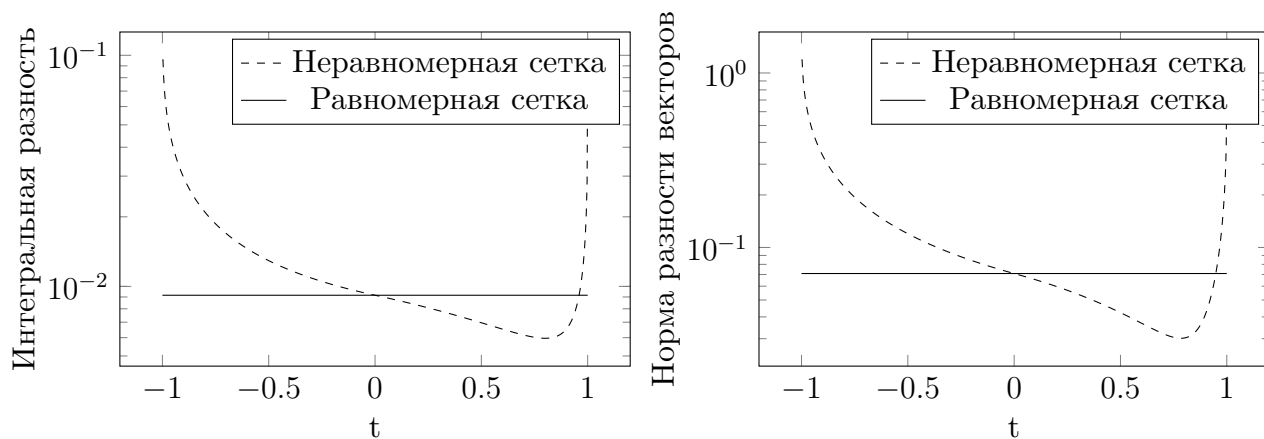 Интегральная разность
10^{-1}
10^{-2}
Неравномерная сетка
Равномерная сетка
−1 −0.5 0 0.5 1
t
Норма разности векторов
10^{0}
10^{-1}
Неравномерная сетка
Равномерная сетка
−1 −0.5 0 0.5 1
t